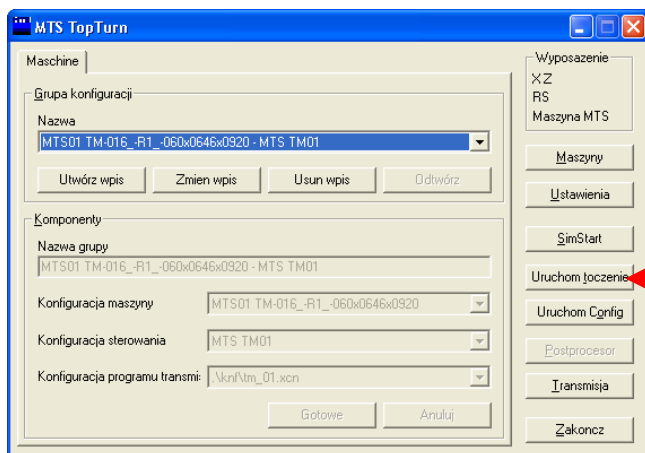 MTS TopTurn
Maschine
Grupa konfiguracji
Nazwa
MTS01 TM-016_-R1_-060x0646x0920 - MTS TM01
Utwórz wpis
Zmien wpis
Usun wpis
Odtwórz
Komponenty
Nazwa grupy
MTS01 TM-016_-R1_-060x0646x0920 - MTS TM01
Konfiguracja maszyny
MTS01 TM-016_-R1_-060x0646x0920
Konfiguracja sterowania
MTS TM01
Konfiguracja programu transmi:
.\knf\tm_01.xcn
Gotowe
Anuluj
Wyposazenie
XZ
RS
Maszyna MTS
Maszyny
Ustawienia
SimStart
Uruchom toczenie
Uruchom Config
Postprocesor
Transmisja
Zakoncz